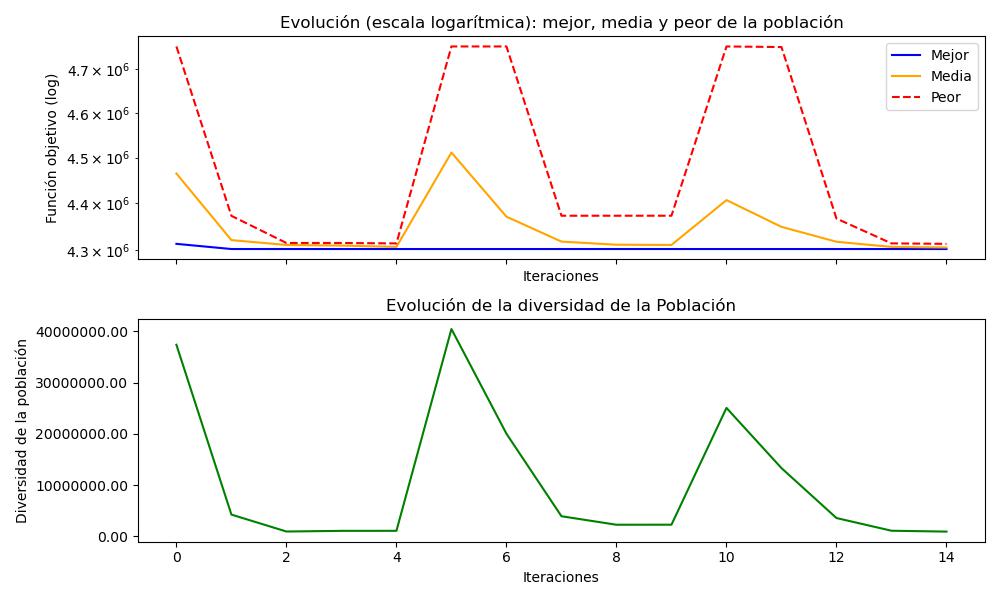 Evolución (escala logarítmica): mejor, media y peor de la población
Función objetivo (log)
4.7 × 10⁶
4.6 × 10⁶
4.5 × 10⁶
4.4 × 10⁶
4.3 × 10⁶
Mejor
Media
Peor
Iteraciones
Evolución de la diversidad de la Población
Diversidad de la población
40000000.00
30000000.00
20000000.00
10000000.00
0.00
0 2 4 6 8 10 12 14
Iteraciones